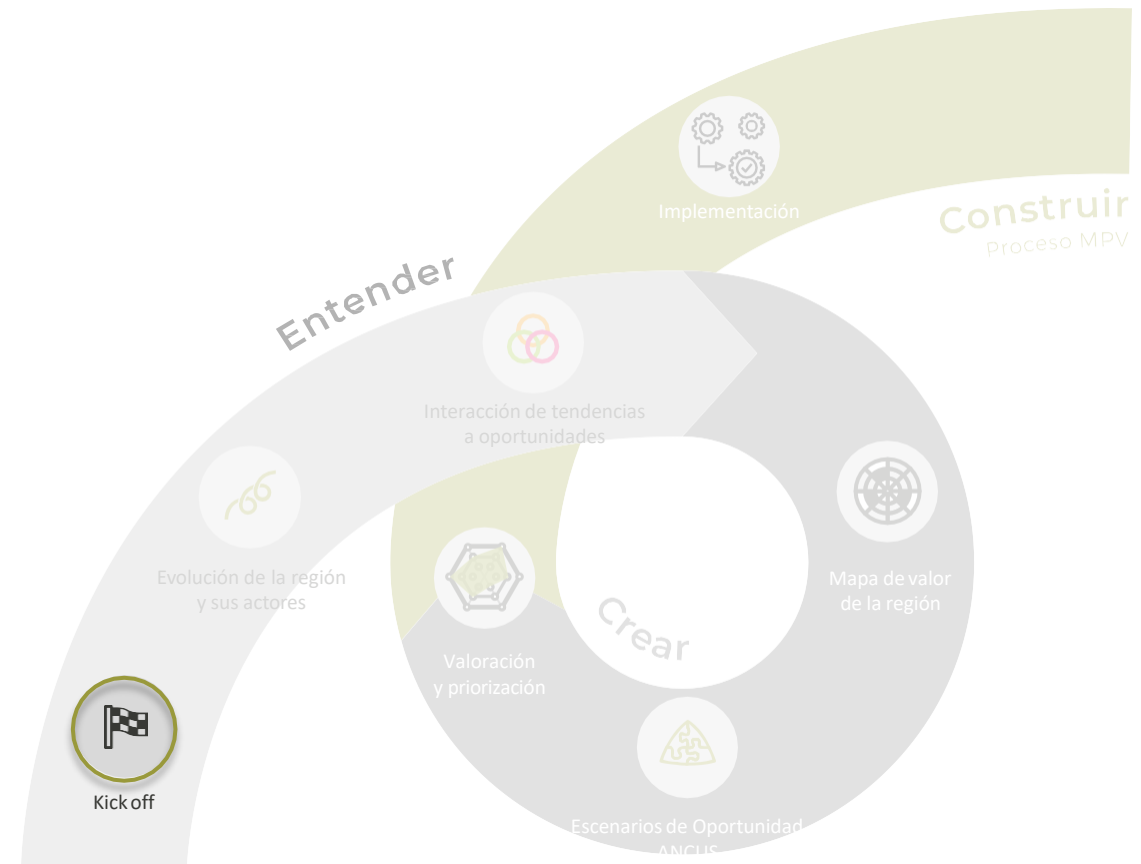 Implementación
Construir
Proceso MPV
Entender
Interacción de tendencias
a oportunidades
Evolución de la región
y sus actores
Mapa de valor
de la región
Crear
Valoración
y priorización
Kick off
Escenarios de Oportunidad
ANCLIS